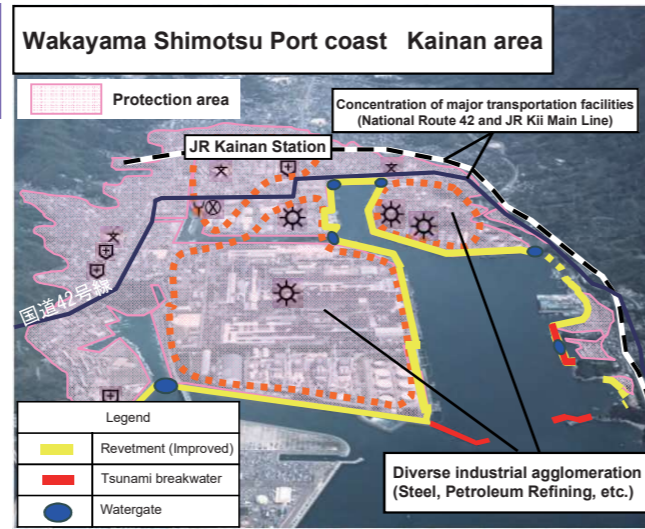 Wakayama Shimotsu Port coast Kainan area
Protection area
Concentration of major transportation facilities
(National Route 42 and JR Kii Main Line)
JR Kainan Station
国道42号線
Legend
Revetment (Improved)
Tsunami breakwater
Watergate
Diverse industrial agglomeration
(Steel, Petroleum Refining, etc.)